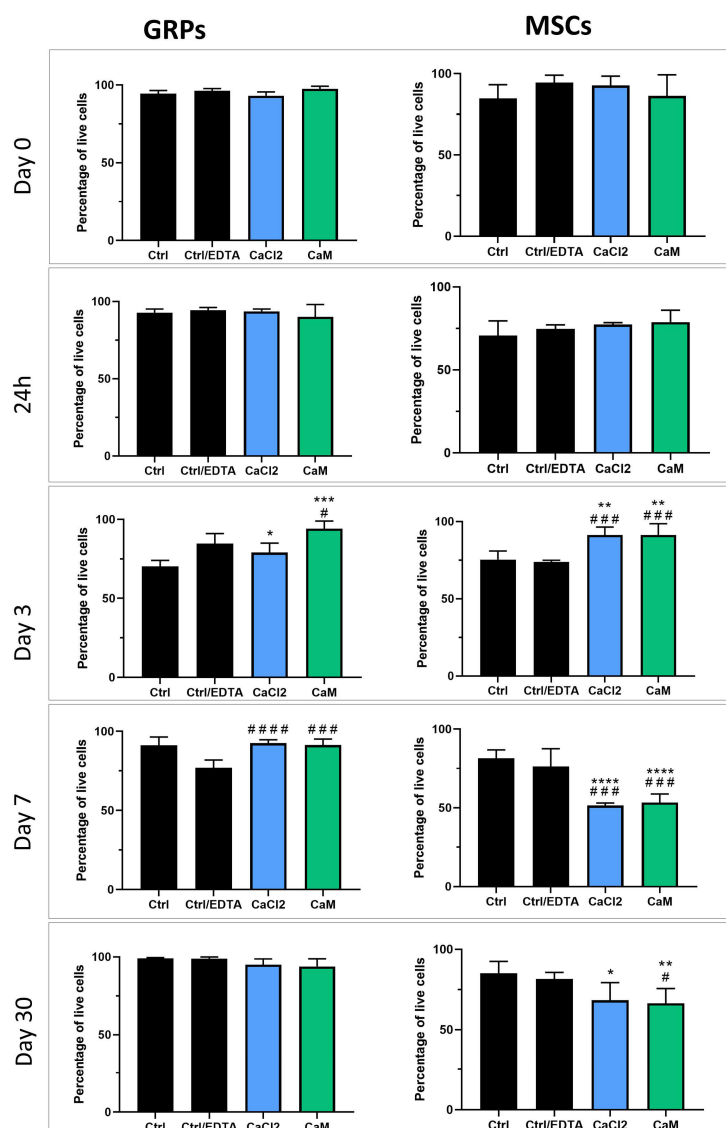 GRPs
MSCs
Day 0
Percentage of live cells
100
50
0
Ctrl Ctrl/EDTA CaCl2 CaM
Percentage of live cells
100
50
0
Ctrl Ctrl/EDTA CaCl2 CaM
24h
Percentage of live cells
100
50
0
Ctrl Ctrl/EDTA CaCl2 CaM
Percentage of live cells
100
50
0
Ctrl Ctrl/EDTA CaCl2 CaM
Day 3
Percentage of live cells
100
50
0
* 
***
#
Ctrl Ctrl/EDTA CaCl2 CaM
Percentage of live cells
100
50
0
** **
### ###
Ctrl Ctrl/EDTA CaCl2 CaM
Day 7
Percentage of live cells
100
50
0
#### ###
Ctrl Ctrl/EDTA CaCl2 CaM
Percentage of live cells
100
50
0
**** ****
### ###
Ctrl Ctrl/EDTA CaCl2 CaM
Day 30
Percentage of live cells
100
50
0
Ctrl Ctrl/EDTA CaCl2 CaM
Percentage of live cells
100
50
0
* **
#
Ctrl Ctrl/EDTA CaCl2 CaM